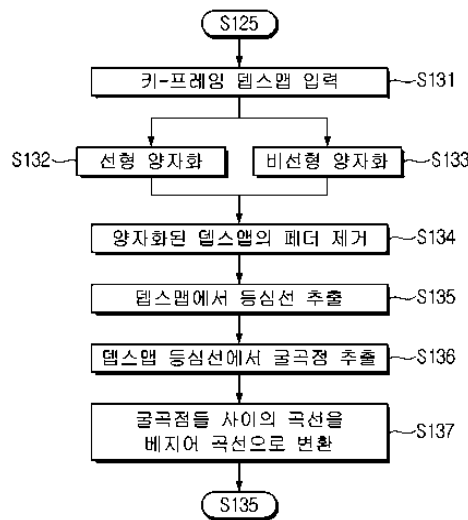 S125
키-프레임 뎁스맵 입력
S131
S132
선형 양자화
비선형 양자화
S133
양자화된 뎁스맵의 페더 제거
S134
뎁스맵에서 등심선 추출
S135
뎁스맵 등심선에서 굴곡점 추출
S136
굴곡점들 사이의 곡선을
베지어 곡선으로 변환
S137
S135